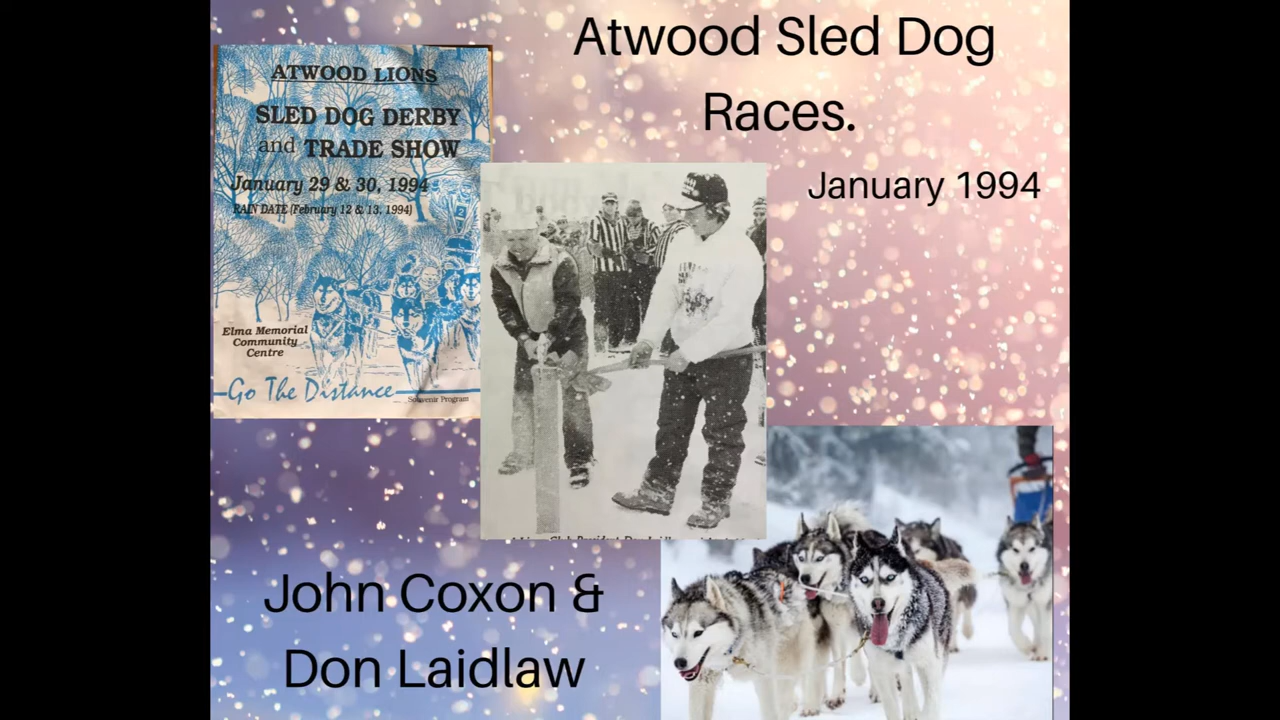 Atwood Sled Dog
Races.
January 1994
ATWOOD LIONS
SLED DOG DERBY
and TRADE SHOW
January 29 & 30, 1994
RAIN DATE (February 12 & 13, 1994)
Elma Memorial
Community
Centre
Go The Distance
Souvenir Program
John Coxon &
Don Laidlaw